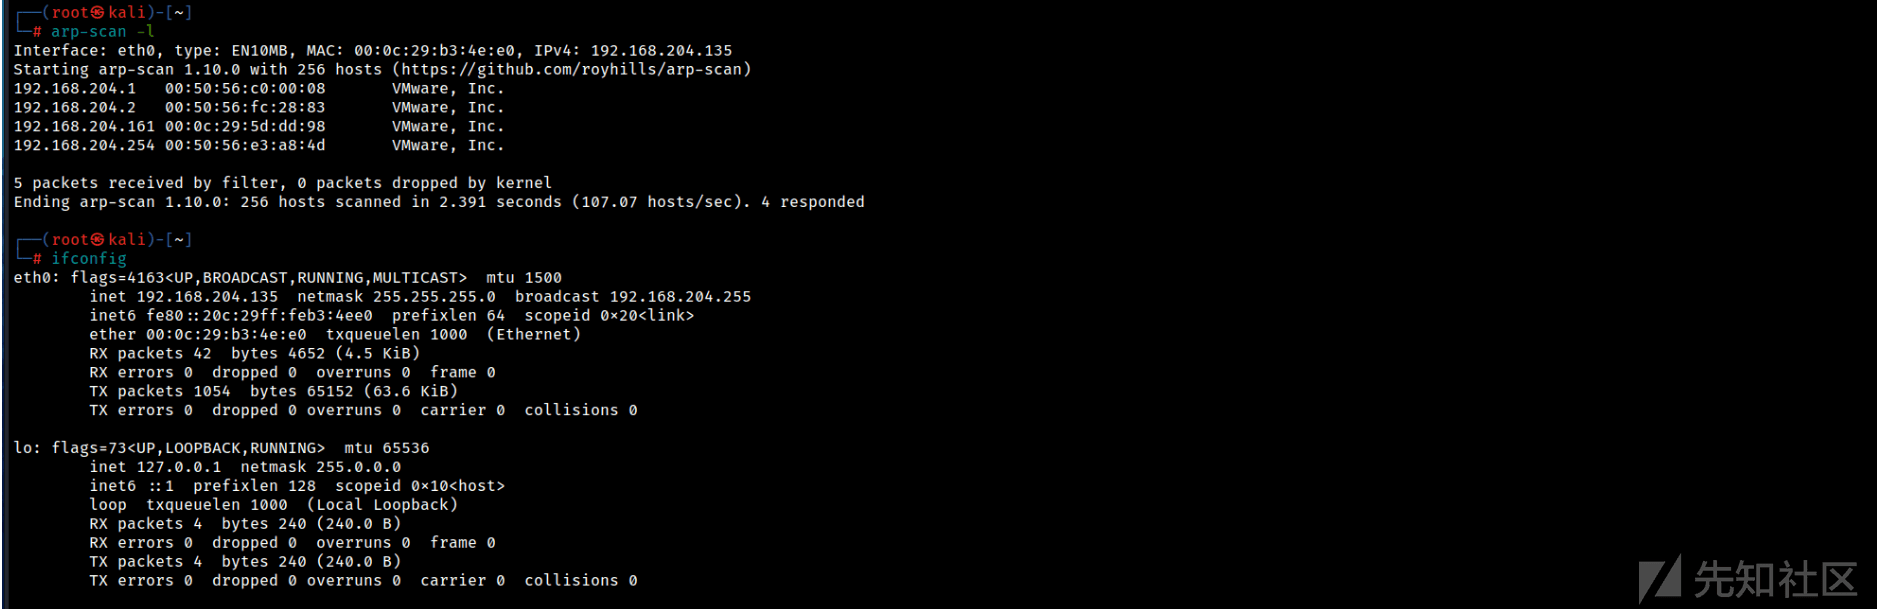 ┌──(root㉿kali)-[~]
└─# arp-scan -l
Interface: eth0, type: EN10MB, MAC: 00:0c:29:b3:4e:e0, IPv4: 192.168.204.135
Starting arp-scan 1.10.0 with 256 hosts (https://github.com/royhills/arp-scan)
192.168.204.1   00:50:56:c0:00:08       VMware, Inc.
192.168.204.2   00:50:56:fc:28:83       VMware, Inc.
192.168.204.161 00:0c:29:5d:dd:98       VMware, Inc.
192.168.204.254 00:50:56:e3:a8:4d       VMware, Inc.

5 packets received by filter, 0 packets dropped by kernel
Ending arp-scan 1.10.0: 256 hosts scanned in 2.391 seconds (107.07 hosts/sec). 4 responded

┌──(root㉿kali)-[~]
└─# ifconfig
eth0: flags=4163<UP,BROADCAST,RUNNING,MULTICAST>  mtu 1500
        inet 192.168.204.135  netmask 255.255.255.0  broadcast 192.168.204.255
        inet6 fe80::20c:29ff:feb3:4ee0  prefixlen 64  scopeid 0x20<link>
        ether 00:0c:29:b3:4e:e0  txqueuelen 1000  (Ethernet)
        RX packets 42  bytes 4652 (4.5 KiB)
        RX errors 0  dropped 0  overruns 0  frame 0
        TX packets 1054  bytes 65152 (63.6 KiB)
        TX errors 0  dropped 0 overruns 0  carrier 0  collisions 0

lo: flags=73<UP,LOOPBACK,RUNNING>  mtu 65536
        inet 127.0.0.1  netmask 255.0.0.0
        inet6 ::1  prefixlen 128  scopeid 0x10<host>
        loop  txqueuelen 1000  (Local Loopback)
        RX packets 4  bytes 240 (240.0 B)
        RX errors 0  dropped 0  overruns 0  frame 0
        TX packets 4  bytes 240 (240.0 B)
        TX errors 0  dropped 0 overruns 0  carrier 0  collisions 0
先知社区